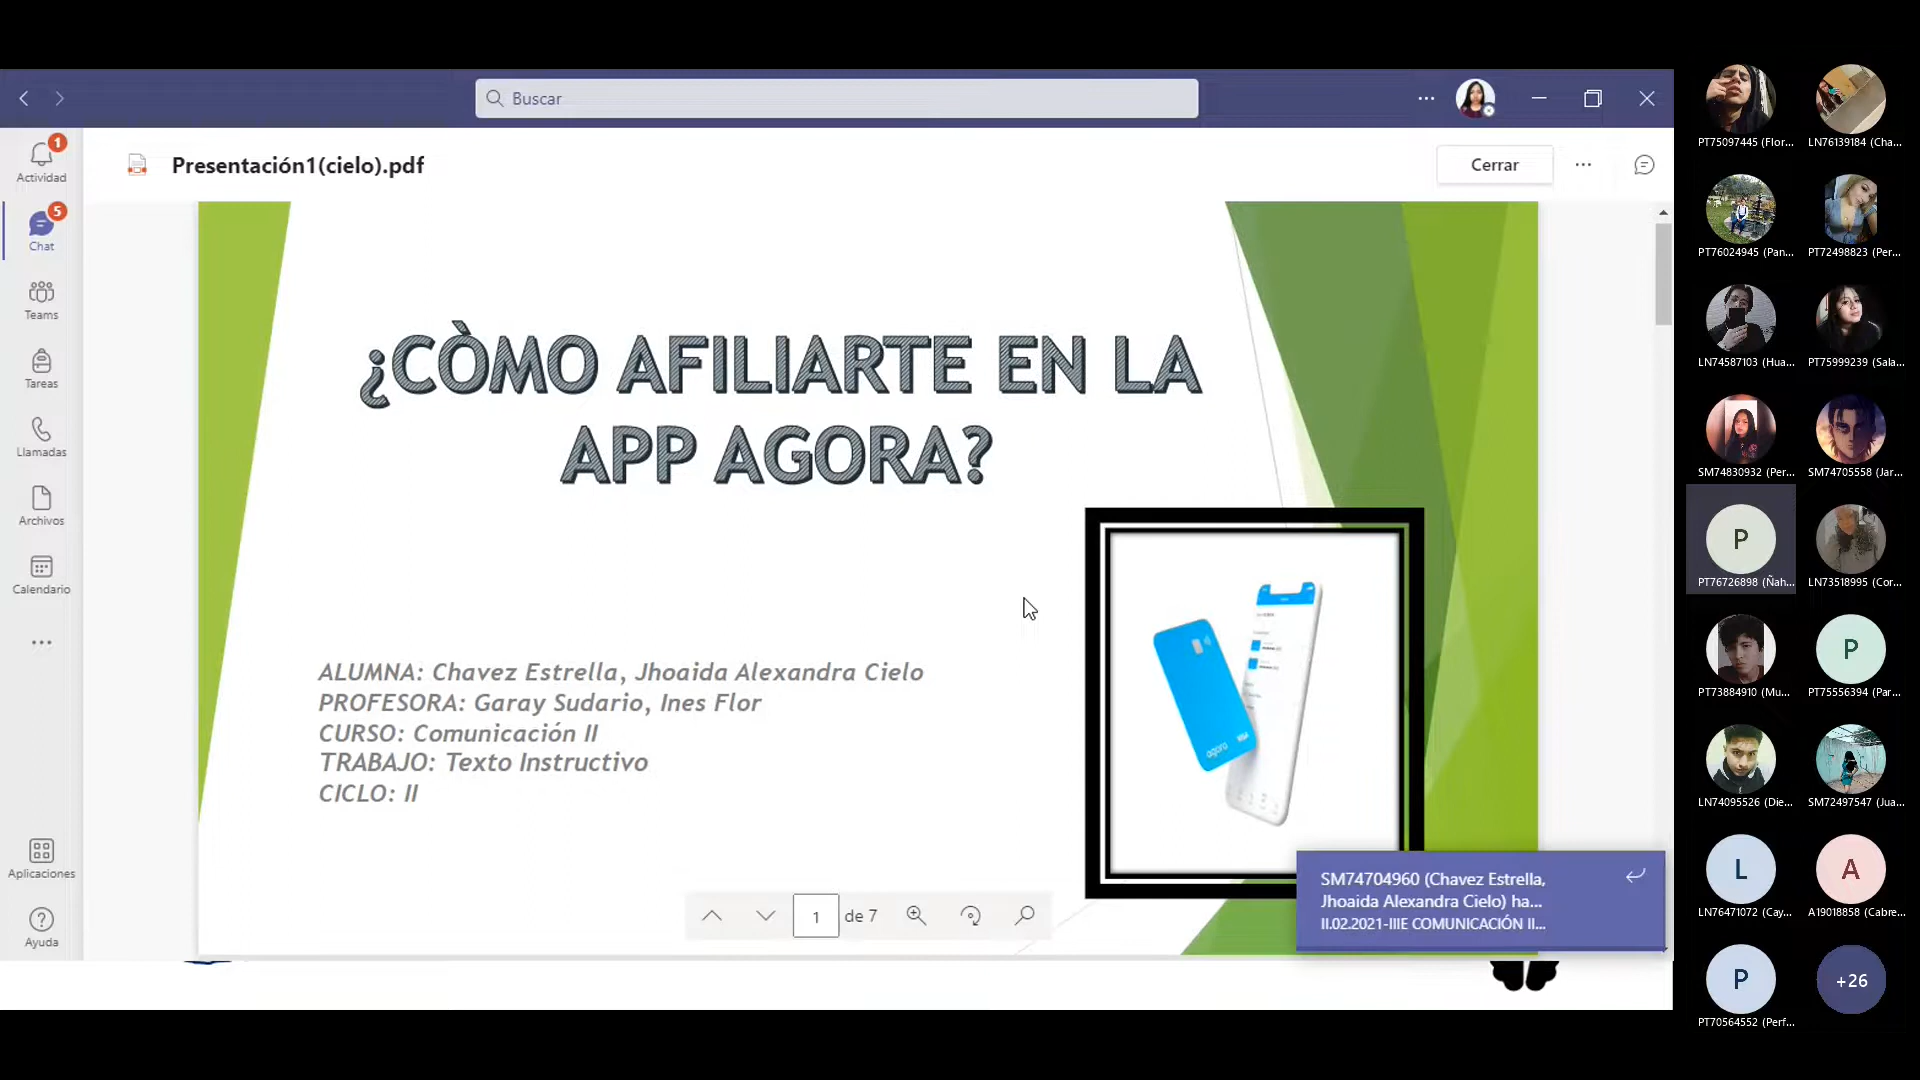 Buscar
Actividad
1
Chat
5
Teams
Tareas
Llamadas
Archivos
Calendario
Aplicaciones
Ayuda
Presentación1(cielo).pdf
Cerrar
¿CÒMO AFILIARTE EN LA
APP AGORA?
ALUMNA: Chavez Estrella, Jhoaida Alexandra Cielo
PROFESORA: Garay Sudario, Ines Flor
CURSO: Comunicación II
TRABAJO: Texto Instructivo
CICLO: II
agora
VISA
1 de 7
SM74704960 (Chavez Estrella,
Jhoaida Alexandra Cielo) ha...
II.02.2021-IIIE COMUNICACIÓN II...
PT75097445 (Flor...
LN76139184 (Cha...
PT76024945 (Pan...
PT72498823 (Per...
LN74587103 (Hua...
PT75999239 (Sala...
SM74830932 (Per...
SM74705558 (Jar...
P
PT76726898 (Ñah...
LN73518995 (Cor...
PT73884910 (Mu...
P
PT75556394 (Par...
LN74095526 (Die...
SM72497547 (Jua...
L
LN76471072 (Cay...
A
A19018858 (Cabre...
P
PT70564552 (Perf...
+26